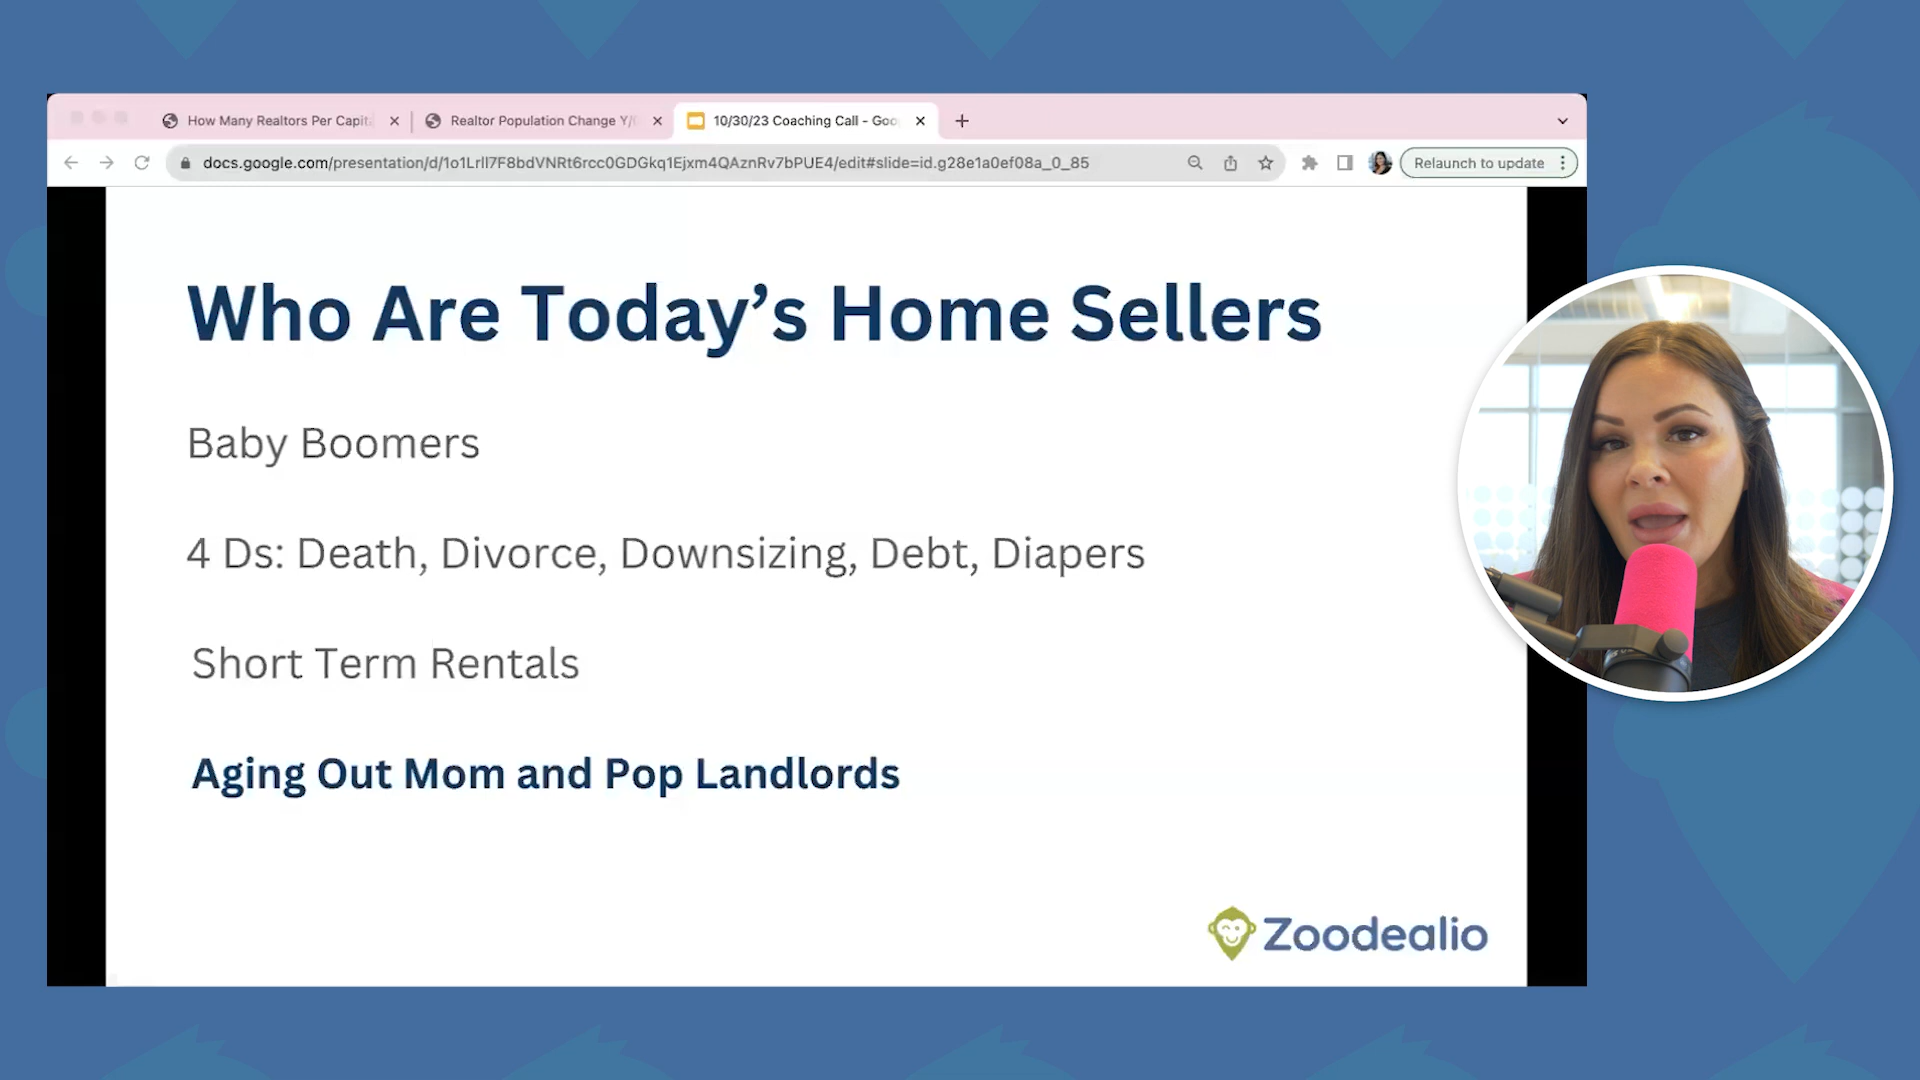 How Many Realtors Per Capit
Realtor Population Change Y/
10/30/23 Coaching Call - Goo
docs.google.com/presentation/d/1o1Lrll7F8bdVNRt6rcc0GDGkq1Ejxm4QAznRv7bPUE4/edit#slide=id.g28e1a0ef08a_0_85
Relaunch to update
Who Are Today’s Home Sellers
Baby Boomers
4 Ds: Death, Divorce, Downsizing, Debt, Diapers
Short Term Rentals
Aging Out Mom and Pop Landlords
Zoodealio